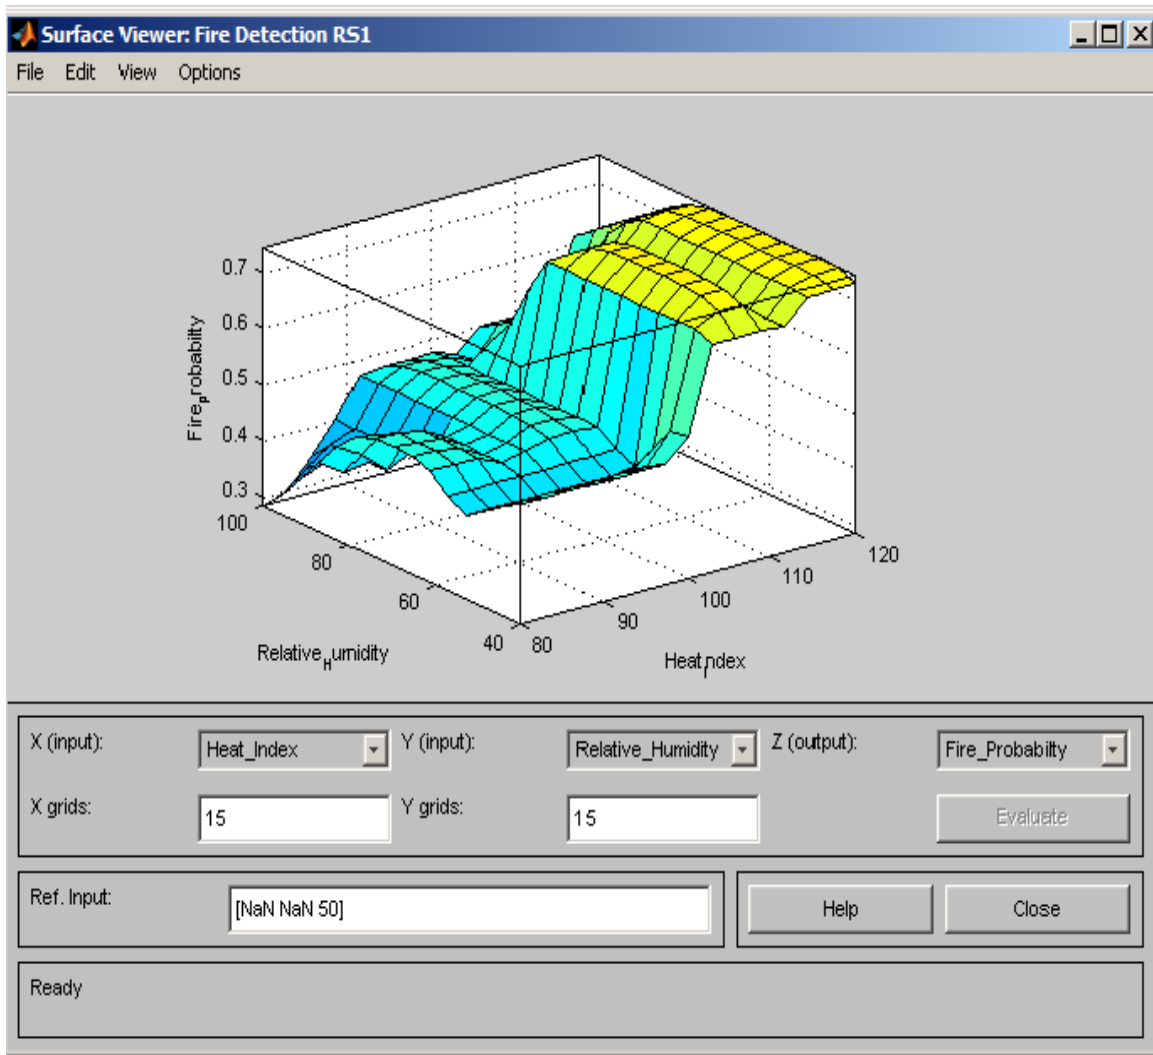 Surface Viewer: Fire Detection RS1
File Edit View Options
0.7
0.6
0.5
0.4
0.3
Fire_Probabilty
100
80
60
40
80
90
100
110
120
Relative_Humidity
Heat_Index
X (input):
Heat_Index
Y (input):
Relative_Humidity
Z (output):
Fire_Probabilty
X grids:
15
Y grids:
15
Evaluate
Ref. Input:
[NaN NaN 50]
Help
Close
Ready